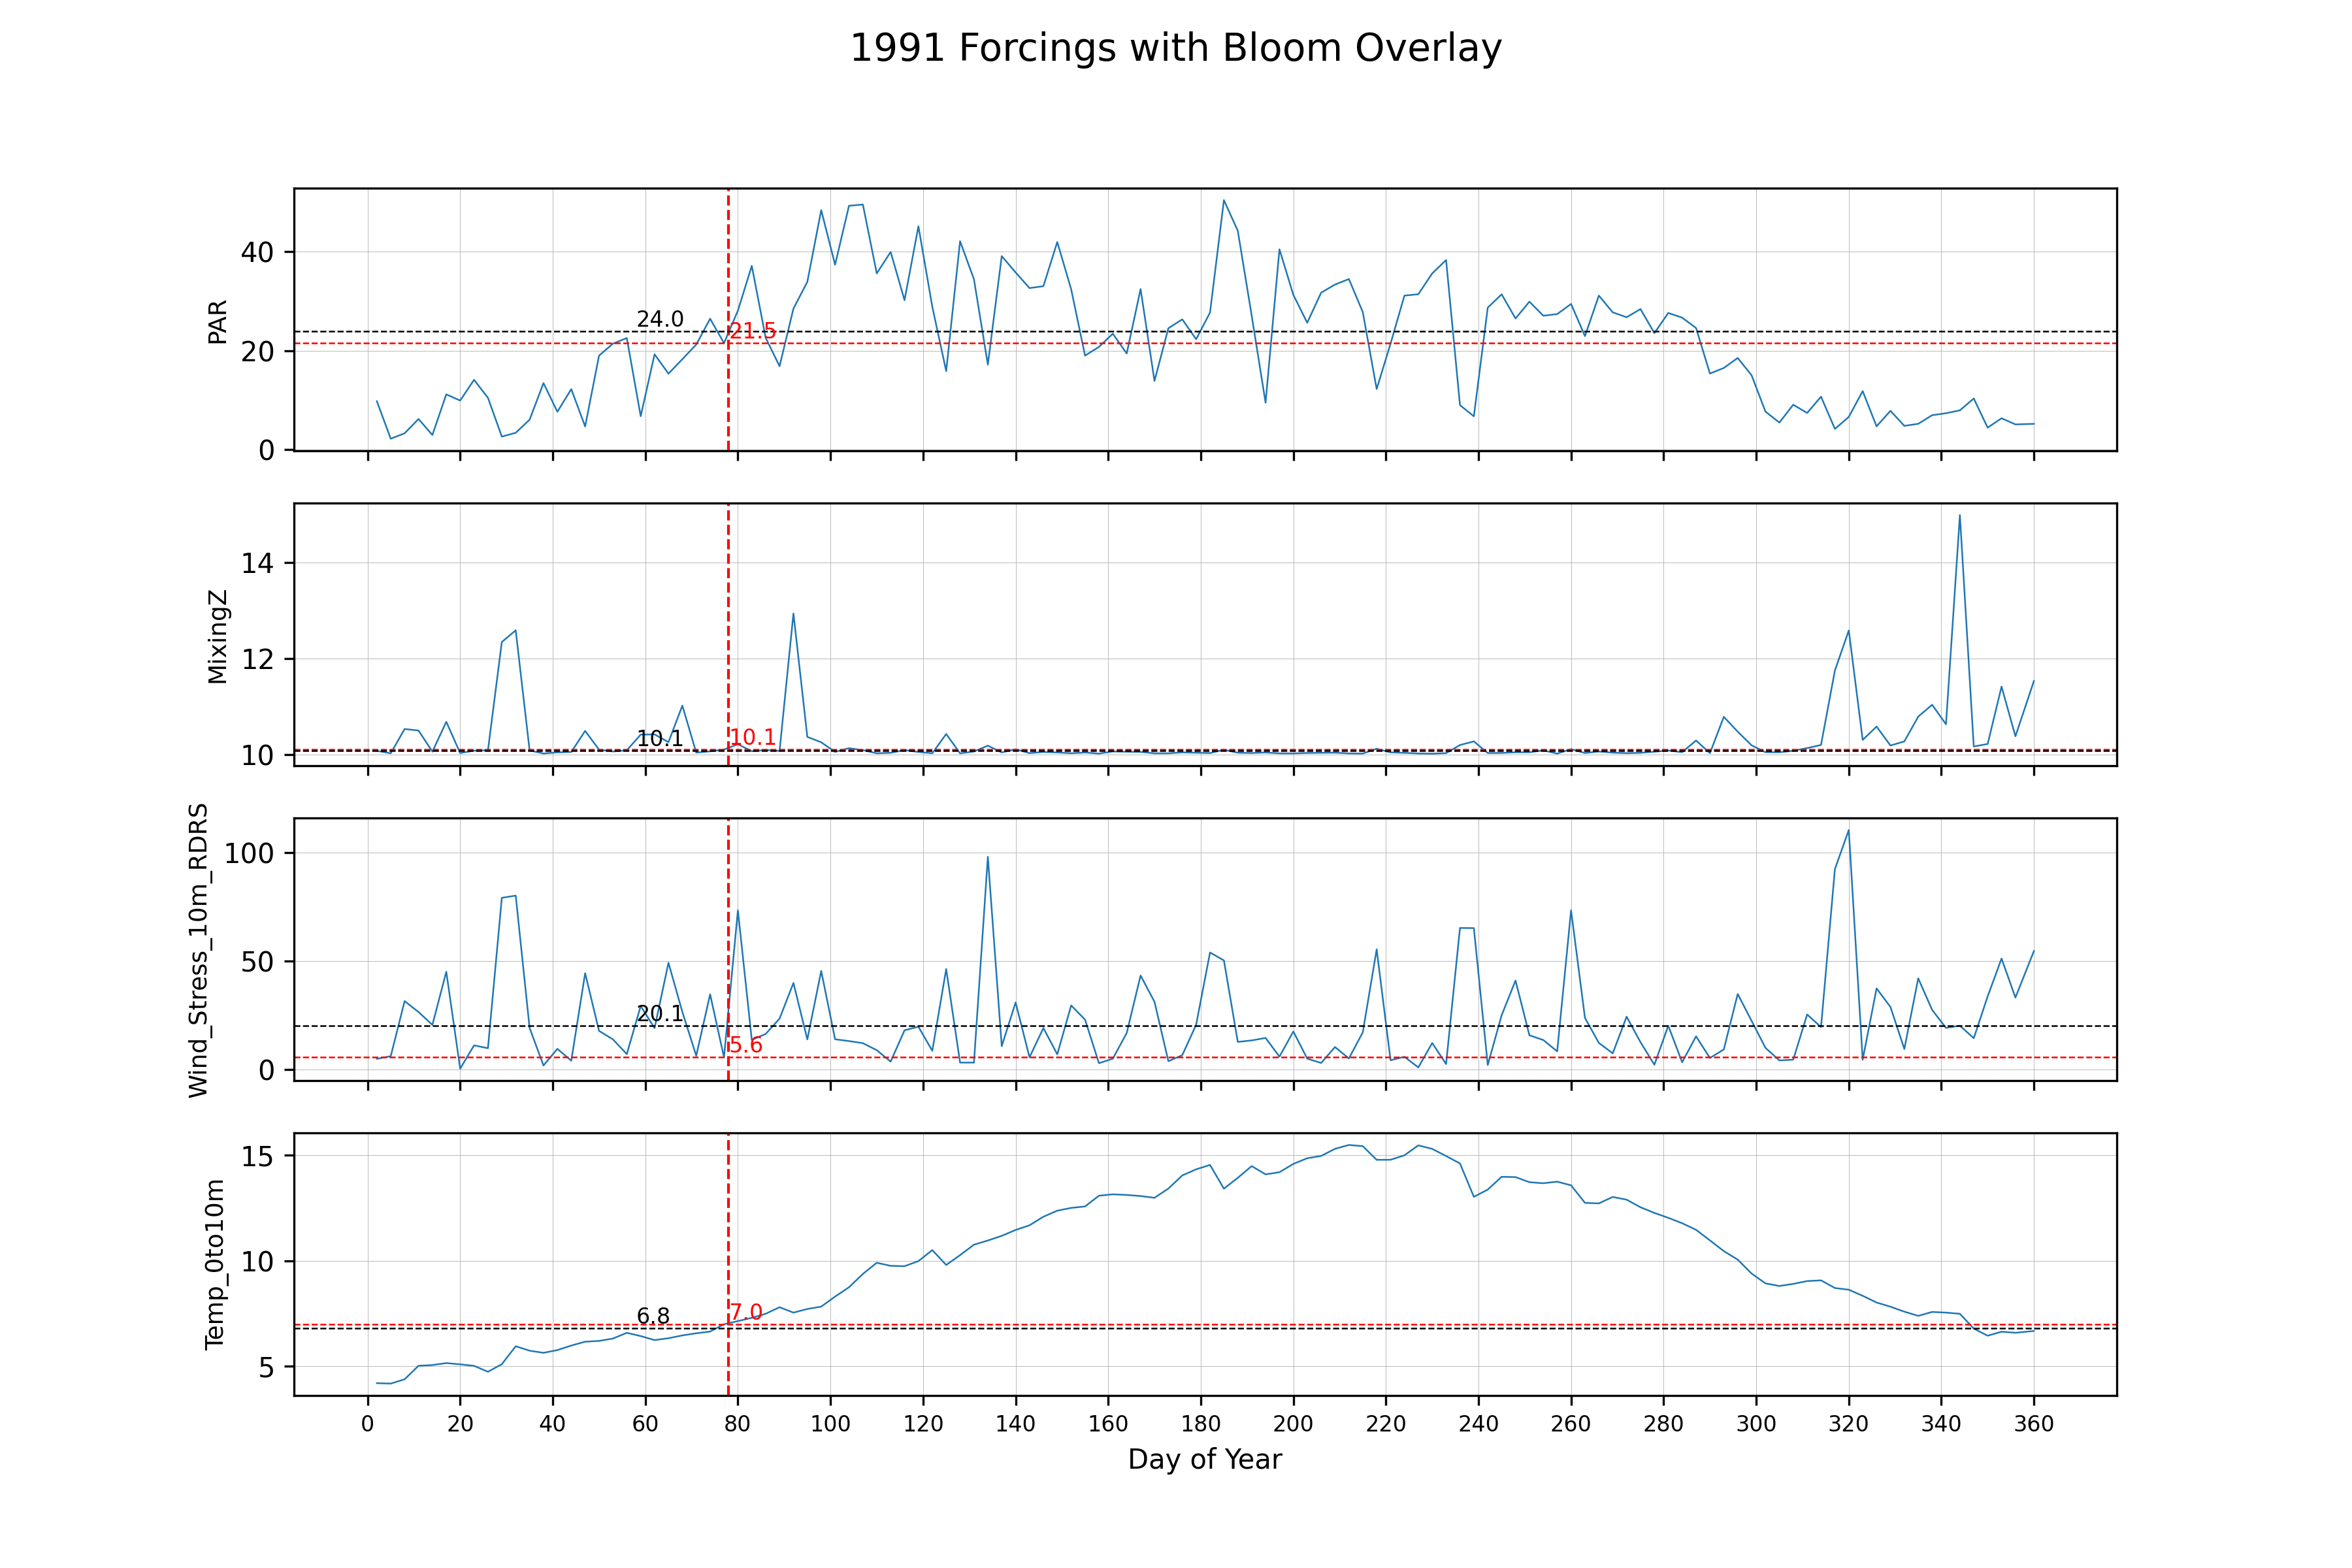 1991 Forcings with Bloom Overlay
PAR
40
20
0
24.0
21.5
MixingZ
14
12
10
10.1
10.1
Wind_Stress_10m_RDRS
100
50
0
20.1
5.6
Temp_0to10m
15
10
5
6.8
7.0
0 20 40 60 80 100 120 140 160 180 200 220 240 260 280 300 320 340 360
Day of Year